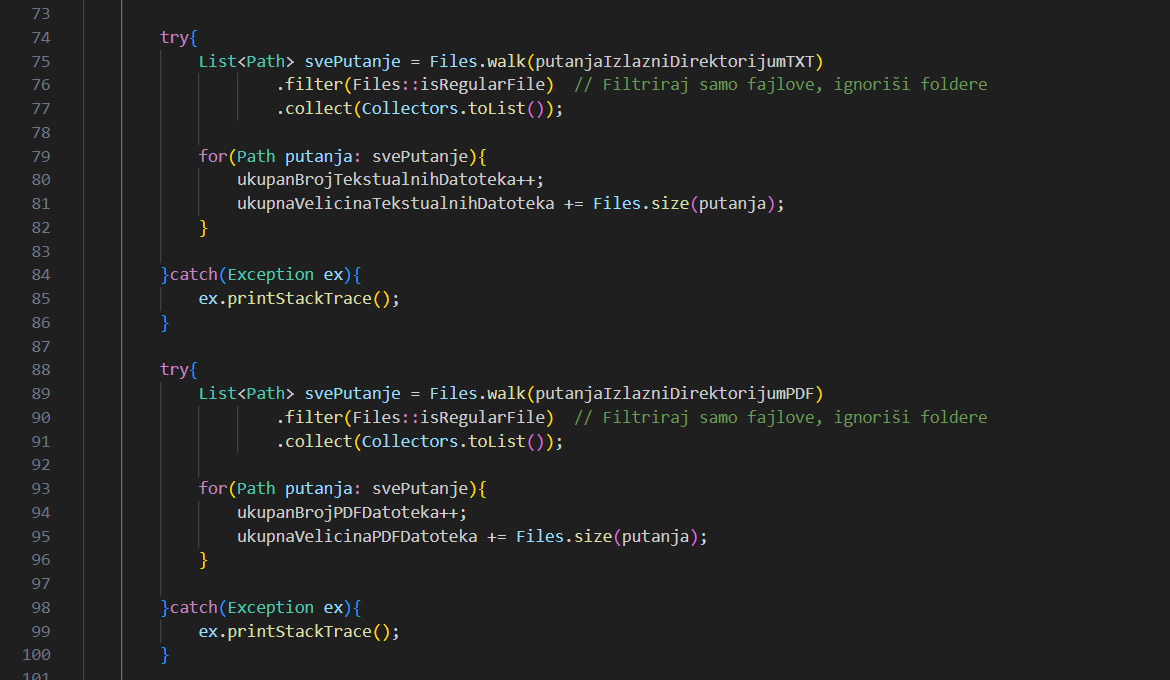 73
74 try{
75 List<Path> svePutanje = Files.walk(putanjaIzlazniDirektorijumTXT)
76 .filter(Files::isRegularFile)  // Filtriraj samo fajlove, ignoriši foldere
77 .collect(Collectors.toList());
78
79 for(Path putanja: svePutanje){
80 ukupanBrojTekstualnihDatoteka++;
81 ukupnaVelicinaTekstualnihDatoteka += Files.size(putanja);
82 }
83
84 }catch(Exception ex){
85 ex.printStackTrace();
86 }
87
88 try{
89 List<Path> svePutanje = Files.walk(putanjaIzlazniDirektorijumPDF)
90 .filter(Files::isRegularFile)  // Filtriraj samo fajlove, ignoriši foldere
91 .collect(Collectors.toList());
92
93 for(Path putanja: svePutanje){
94 ukupanBrojPDFDatoteka++;
95 ukupnaVelicinaPDFDatoteka += Files.size(putanja);
96 }
97
98 }catch(Exception ex){
99 ex.printStackTrace();
100 }
101